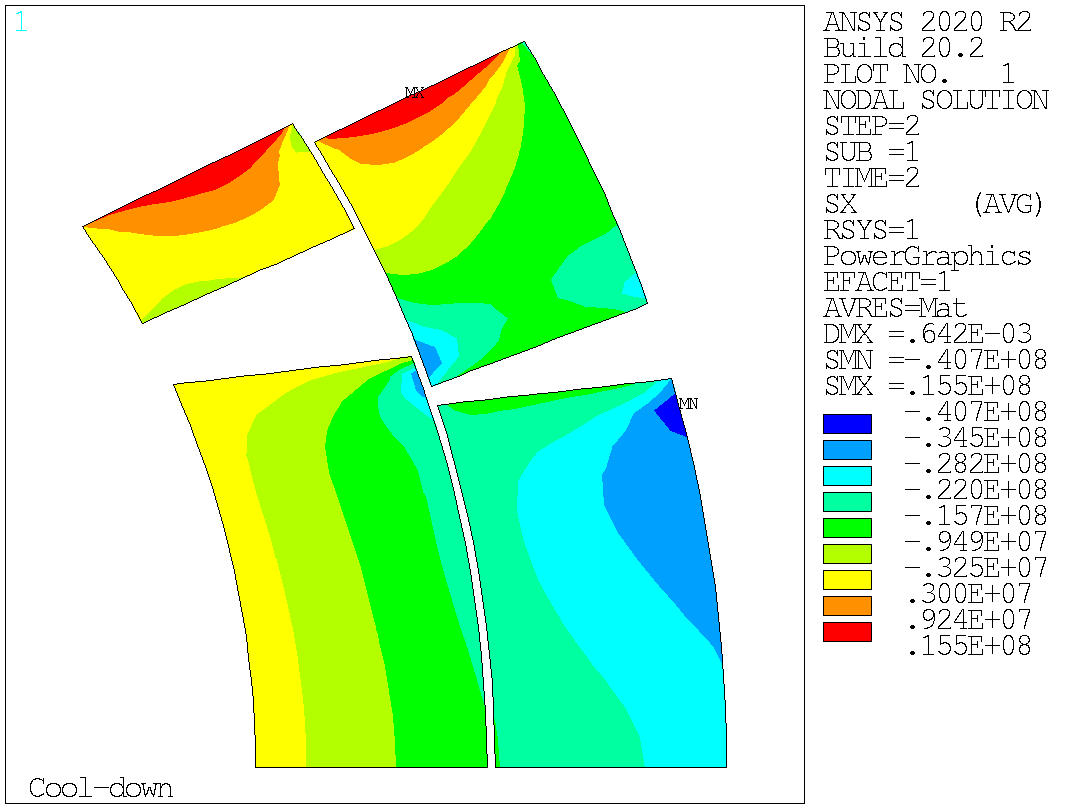 1
ANSYS 2020 R2
Build 20.2
PLOT NO.   1
NODAL SOLUTION
STEP=2
SUB =1
TIME=2
SX       (AVG)
RSYS=1
PowerGraphics
EFACET=1
AVRES=Mat
DMX =.642E-03
SMN =-.407E+08
SMX =.155E+08
-.407E+08
-.345E+08
-.282E+08
-.220E+08
-.157E+08
-.949E+07
-.325E+07
.300E+07
.924E+07
.155E+08
MX
MN
Cool-down